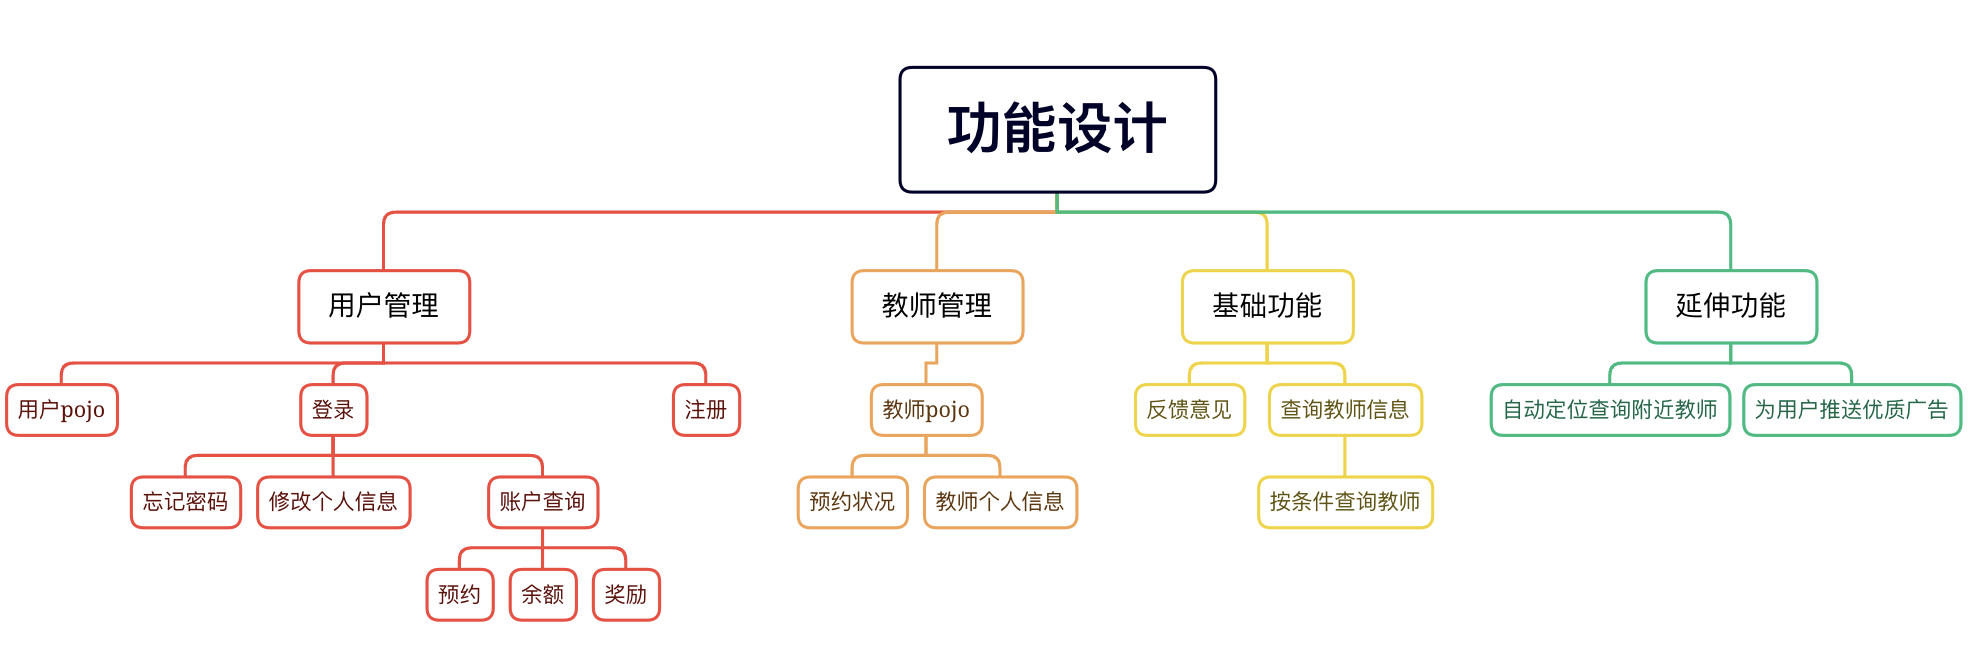 功能设计
用户管理
教师管理
基础功能
延伸功能
用户pojo
登录
注册
教师pojo
反馈意见
查询教师信息
自动定位查询附近教师
为用户推送优质广告
忘记密码
修改个人信息
账户查询
预约状况
教师个人信息
按条件查询教师
预约
余额
奖励